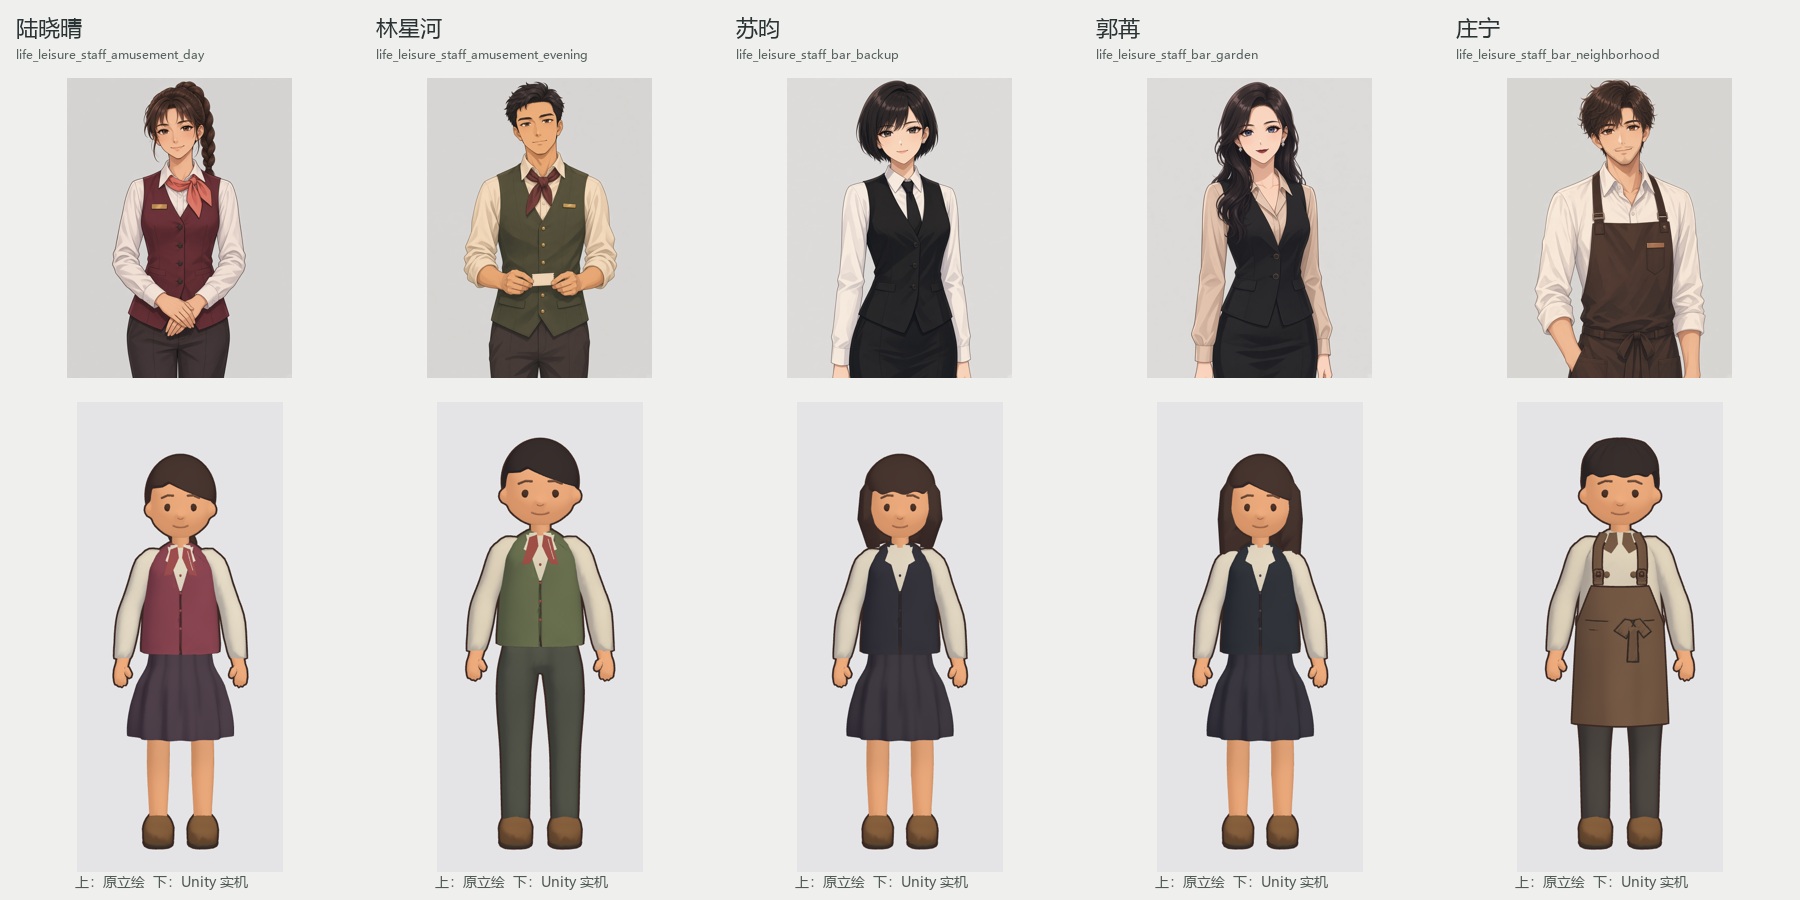 陆晓晴
life_leisure_staff_amusement_day
林星河
life_leisure_staff_amusement_evening
苏昀
life_leisure_staff_bar_backup
郭苒
life_leisure_staff_bar_garden
庄宁
life_leisure_staff_bar_neighborhood
上：原立绘 下：Unity 实机
上：原立绘 下：Unity 实机
上：原立绘 下：Unity 实机
上：原立绘 下：Unity 实机
上：原立绘 下：Unity 实机